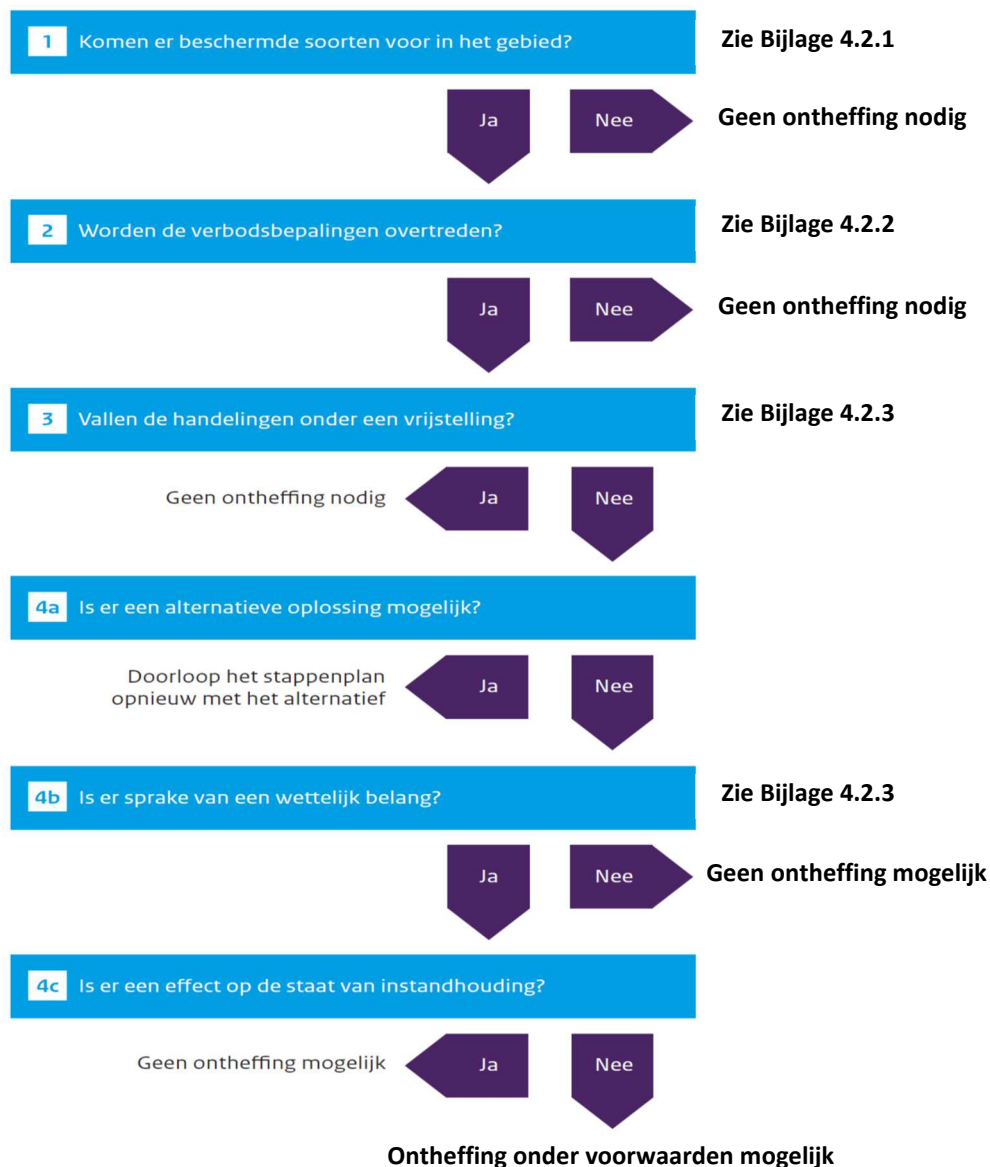 1 Komen er beschermde soorten voor in het gebied? Zie Bijlage 4.2.1
Ja Nee Geen ontheffing nodig
2 Worden de verbodsbepalingen overtreden? Zie Bijlage 4.2.2
Ja Nee Geen ontheffing nodig
3 Vallen de handelingen onder een vrijstelling? Zie Bijlage 4.2.3
Geen ontheffing nodig Ja Nee
4a Is er een alternatieve oplossing mogelijk?
Doorloop het stappenplan
opnieuw met het alternatief Ja Nee
4b Is er sprake van een wettelijk belang? Zie Bijlage 4.2.3
Ja Nee Geen ontheffing mogelijk
4c Is er een effect op de staat van instandhouding?
Geen ontheffing mogelijk Ja Nee
Ontheffing onder voorwaarden mogelijk